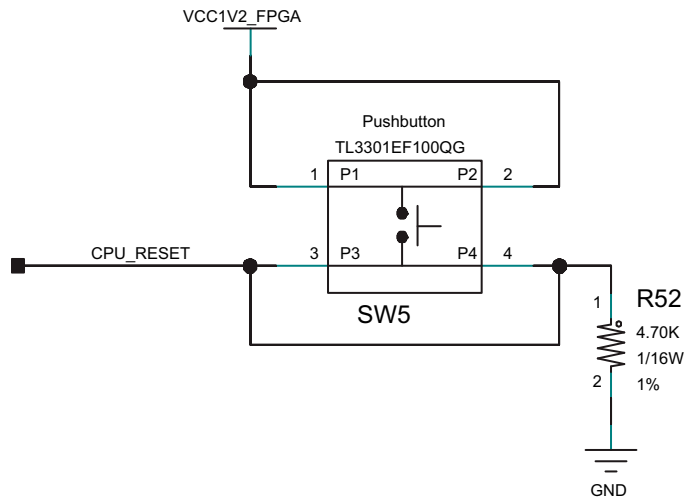 VCC1V2_FPGA
Pushbutton
TL3301EF100QG
1 P1 P2 2
CPU_RESET 3 P3 P4 4
SW5
1 R52
4.70K
1/16W
2 1%
GND